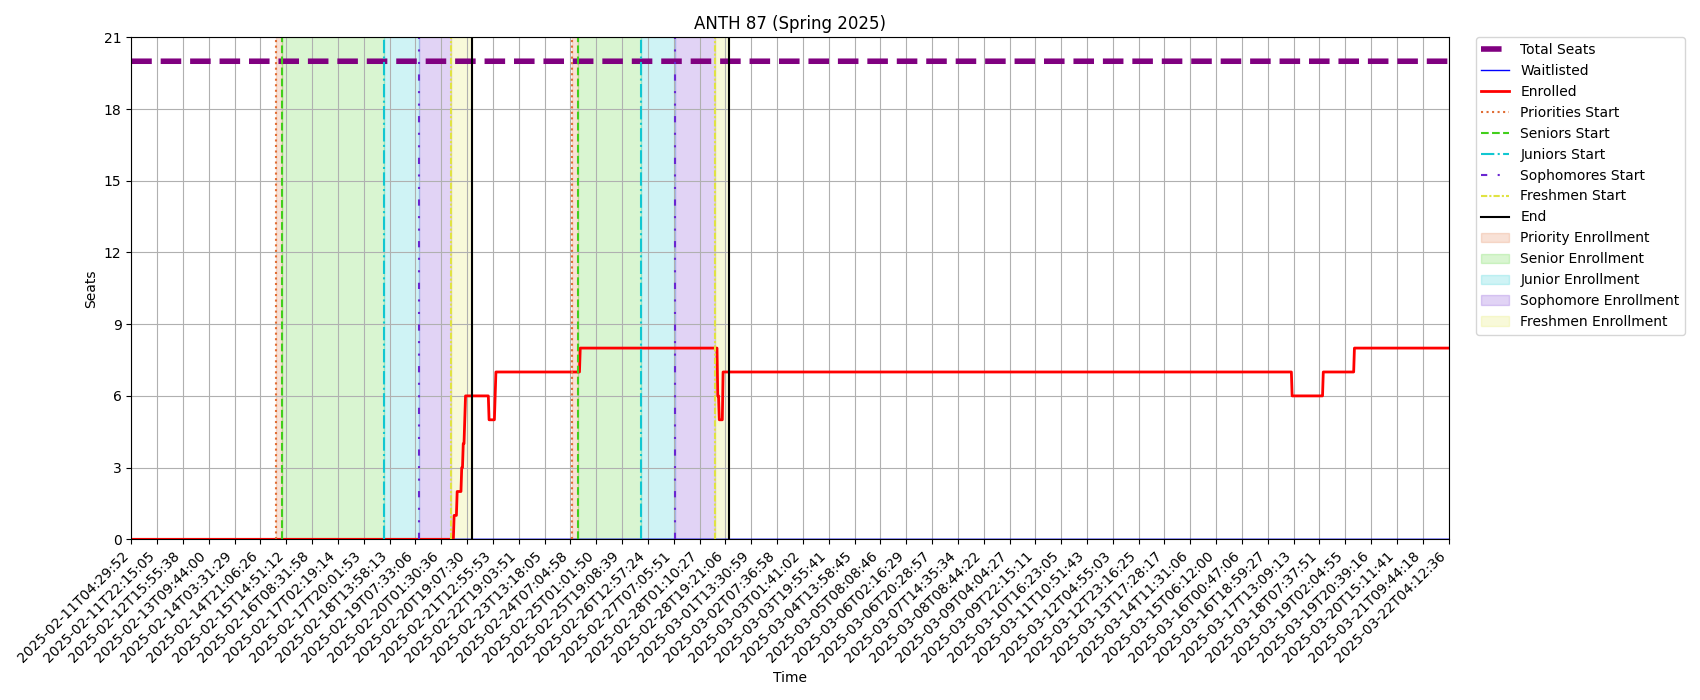 ANTH 87 (Spring 2025)
21
18
15
12
9
6
3
0
Seats
2025-02-11T04:29:52
2025-02-11T22:15:05
2025-02-12T15:55:38
2025-02-13T09:44:00
2025-02-14T03:31:29
2025-02-14T21:06:26
2025-02-15T14:51:12
2025-02-16T08:31:58
2025-02-17T02:19:14
2025-02-17T20:01:53
2025-02-18T13:58:13
2025-02-19T07:33:06
2025-02-20T01:30:36
2025-02-20T19:07:30
2025-02-21T12:55:53
2025-02-22T19:03:51
2025-02-23T13:18:05
2025-02-24T07:04:58
2025-02-25T01:01:50
2025-02-25T19:08:39
2025-02-26T12:57:24
2025-02-27T07:05:51
2025-02-28T01:10:27
2025-02-28T19:21:06
2025-03-01T13:30:59
2025-03-02T07:36:58
2025-03-03T01:41:02
2025-03-03T19:55:41
2025-03-04T13:58:45
2025-03-05T08:08:46
2025-03-06T02:16:29
2025-03-06T20:28:57
2025-03-07T14:35:34
2025-03-08T08:44:22
2025-03-09T04:04:27
2025-03-09T22:15:11
2025-03-10T16:23:05
2025-03-11T10:51:43
2025-03-12T04:55:03
2025-03-12T23:16:25
2025-03-13T17:28:17
2025-03-14T11:31:06
2025-03-15T06:12:00
2025-03-16T00:47:06
2025-03-16T18:59:27
2025-03-17T13:09:13
2025-03-18T07:37:51
2025-03-19T02:04:55
2025-03-19T20:39:16
2025-03-20T15:11:41
2025-03-21T09:44:18
2025-03-22T04:12:36
Time
Total Seats
Waitlisted
Enrolled
Priorities Start
Seniors Start
Juniors Start
Sophomores Start
Freshmen Start
End
Priority Enrollment
Senior Enrollment
Junior Enrollment
Sophomore Enrollment
Freshmen Enrollment